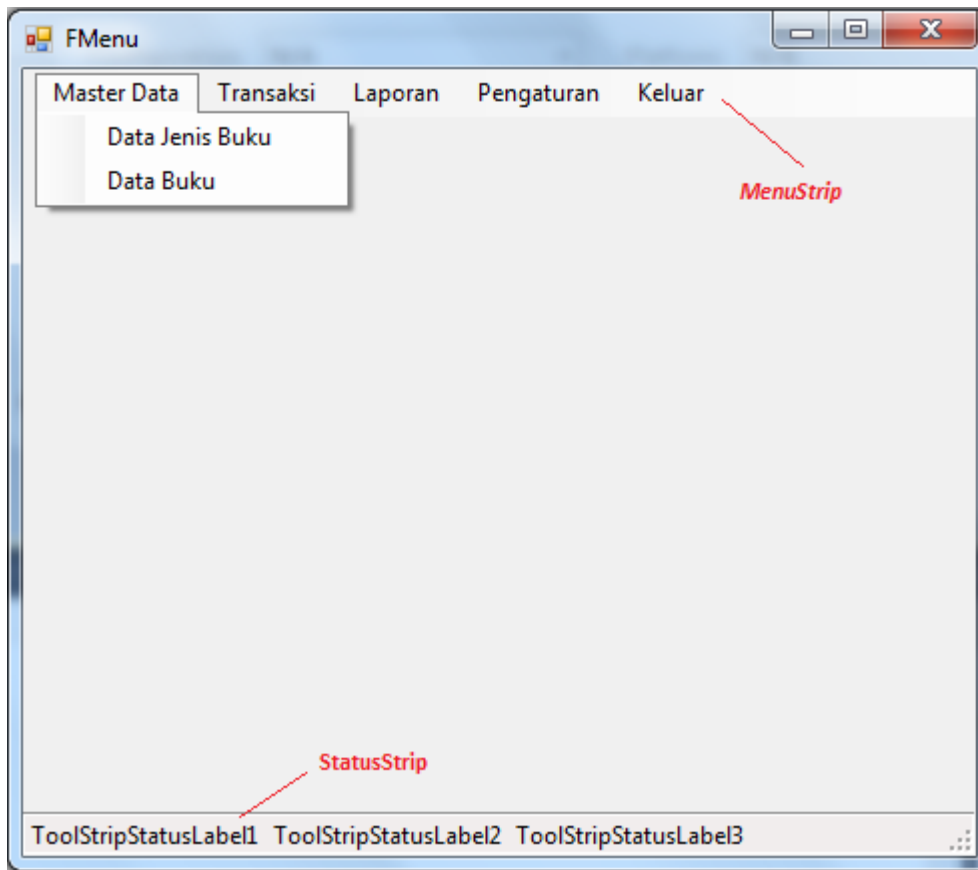 FMenu
Master Data Transaksi Laporan Pengaturan Keluar
Data Jenis Buku
Data Buku
MenuStrip
StatusStrip
ToolStripStatusLabel1 ToolStripStatusLabel2 ToolStripStatusLabel3